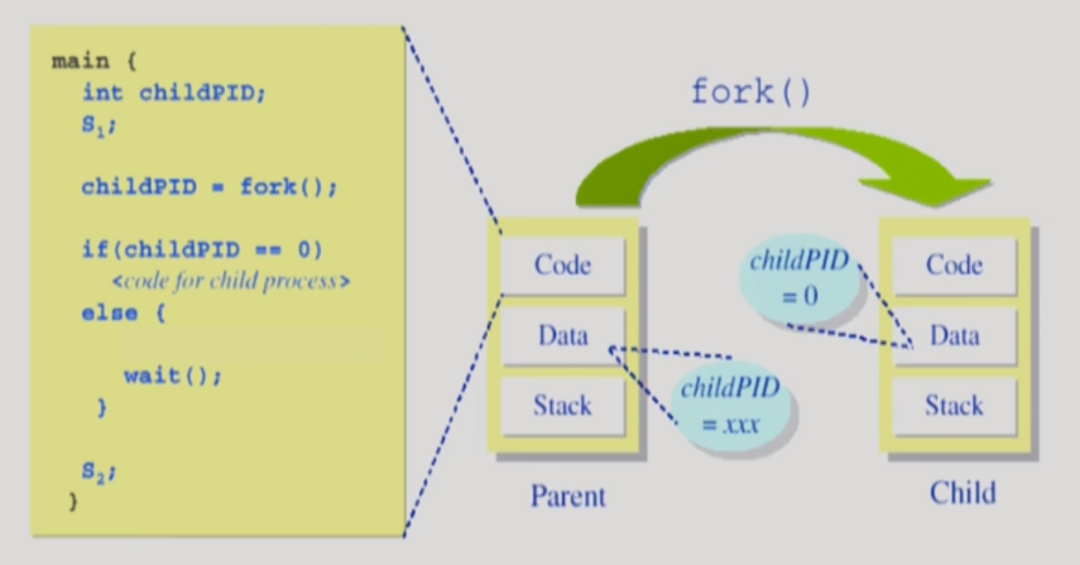 main {
int childPID;
S₁;
childPID = fork();
if(childPID == 0)
<code for child process>
else {
wait();
}
S₂;
}
fork()
Code
Data
Stack
Parent
childPID
= xxx
childPID
= 0
Code
Data
Stack
Child